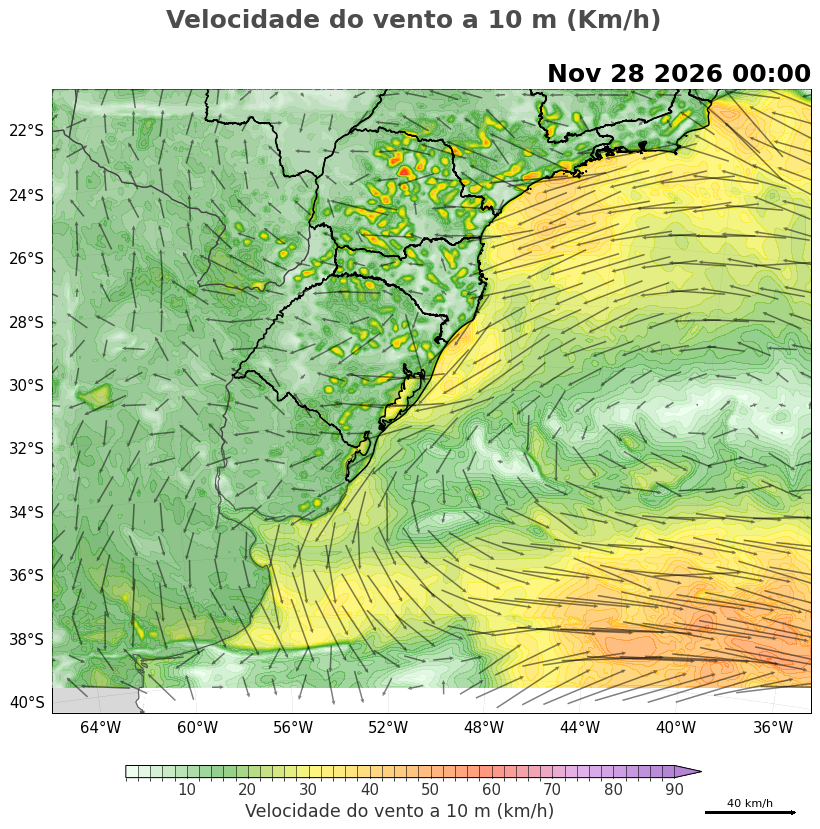 Velocidade do vento a 10 m (Km/h)
Nov 28 2026 00:00
22°S
24°S
26°S
28°S
30°S
32°S
34°S
36°S
38°S
40°S
64°W 60°W 56°W 52°W 48°W 44°W 40°W 36°W
10 20 30 40 50 60 70 80 90
Velocidade do vento a 10 m (km/h)
40 km/h